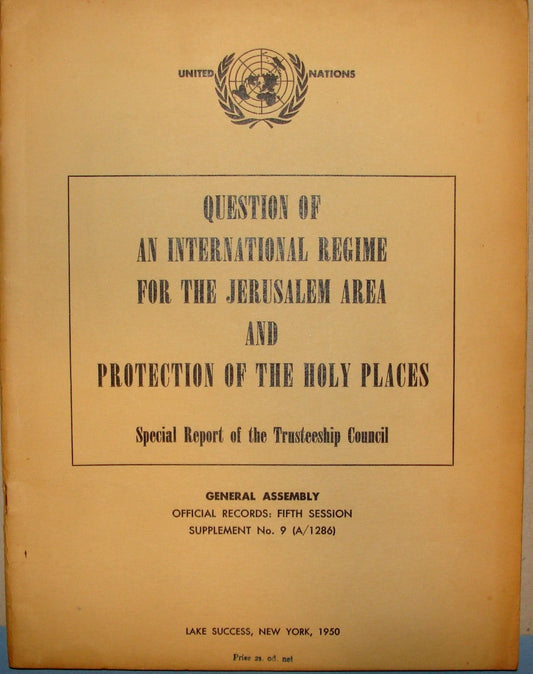 UNITED NATIONS
QUESTION OF
AN INTERNATIONAL REGIME
FOR THE JERUSALEM AREA
AND
PROTECTION OF THE HOLY PLACES
Special Report of the Trusteeship Council
GENERAL ASSEMBLY
OFFICIAL RECORDS: FIFTH SESSION
SUPPLEMENT No. 9 (A/1286)
LAKE SUCCESS, NEW YORK, 1950
Price 2s. od. net